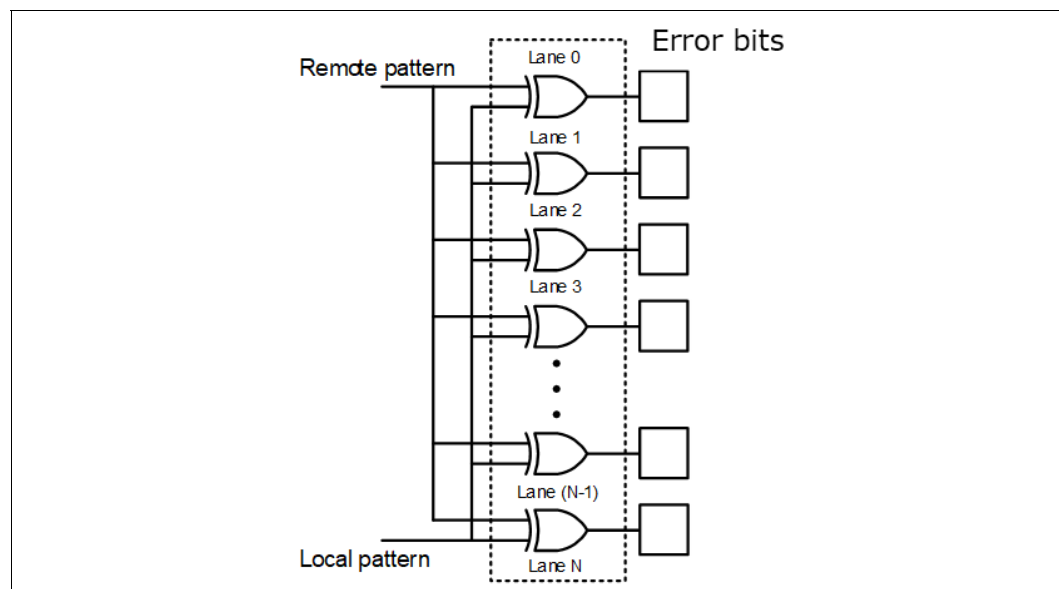 Error bits
Lane 0
Remote pattern
Lane 1
Lane 2
Lane 3
Lane (N-1)
Local pattern
Lane N